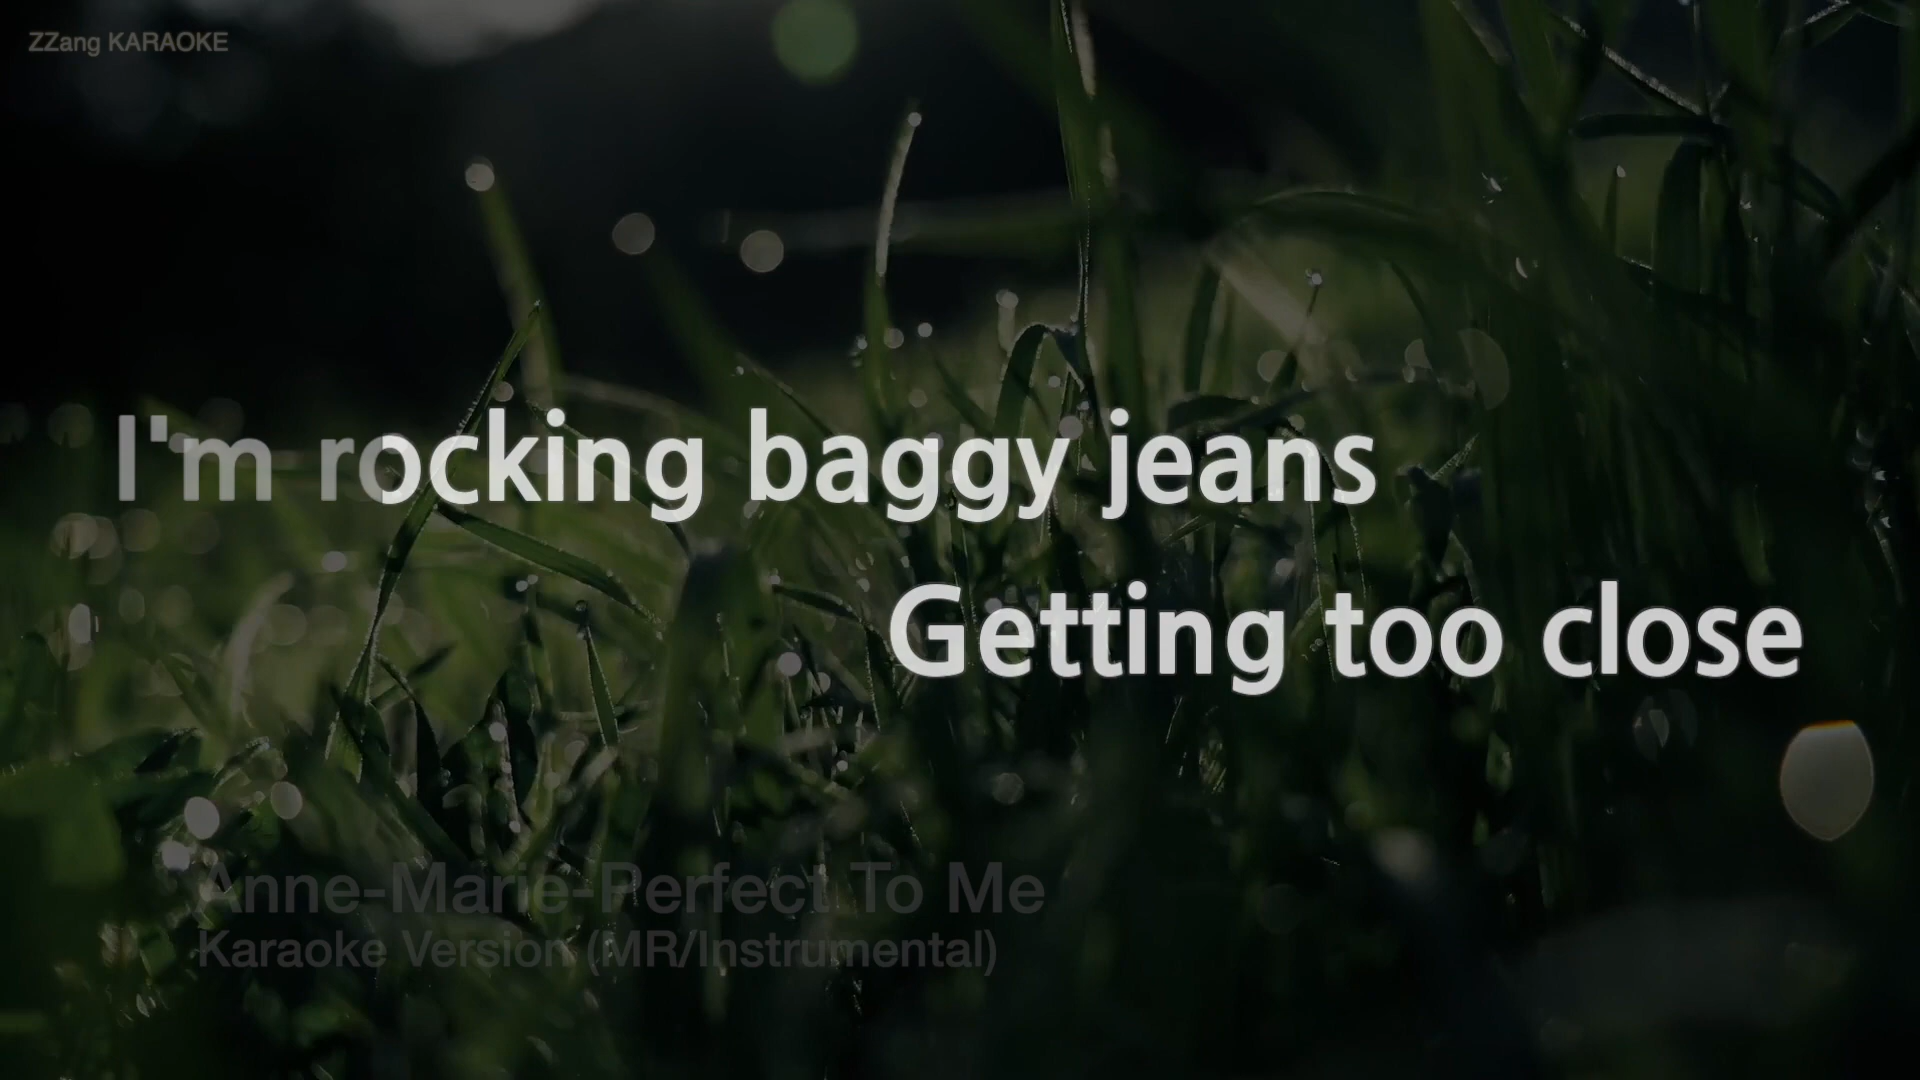 ZZang KARAOKE
I'm rocking baggy jeans
Getting too close
Anne-Marie-Perfect To Me
Karaoke Version (MR/Instrumental)